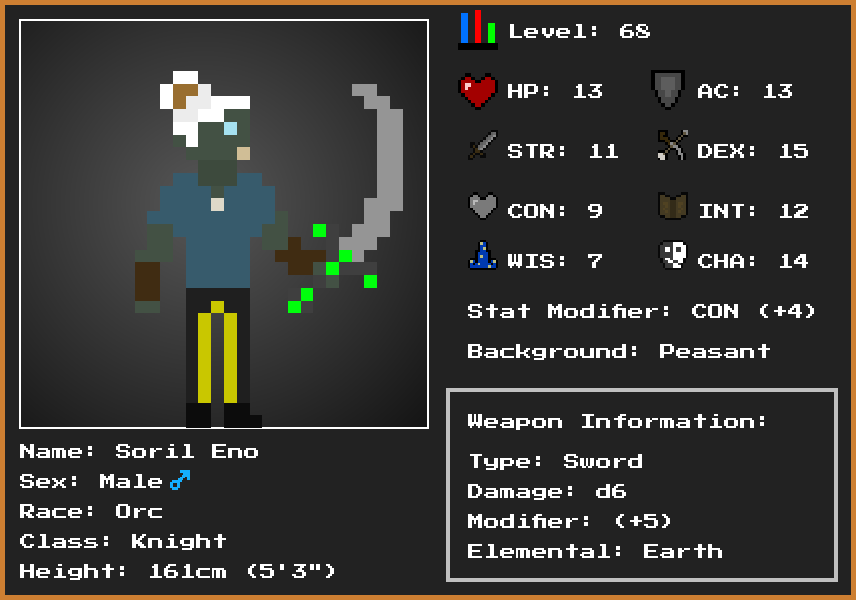 Level: 68
HP: 13 AC: 13
STR: 11 DEX: 15
CON: 9 INT: 12
WIS: 7 CHA: 14
Stat Modifier: CON (+4)
Background: Peasant
Weapon Information:
Type: Sword
Damage: d6
Modifier: (+5)
Elemental: Earth
Name: Soril Eno
Sex: Male ♂
Race: Orc
Class: Knight
Height: 161cm (5'3")